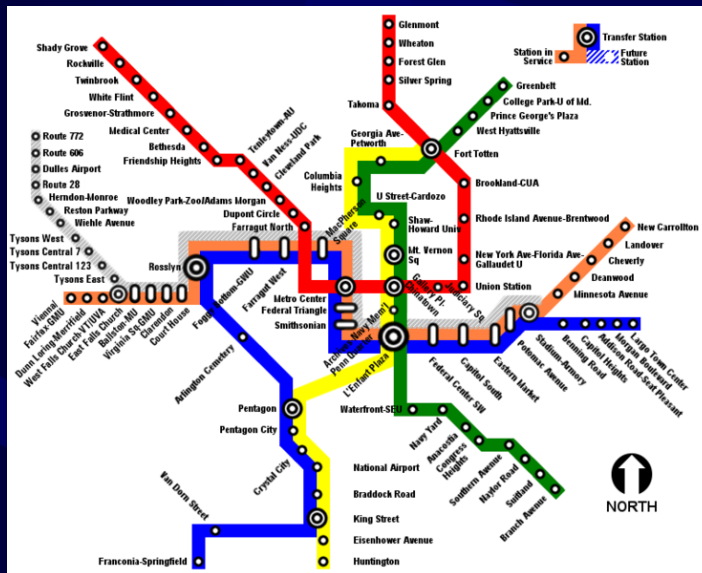 Glenmont
Wheaton
Forest Glen
Silver Spring
Takoma
Transfer Station
Station in
Service
Future
Station
Shady Grove
Rockville
Twinbrook
White Flint
Grosvenor-Strathmore
Medical Center
Bethesda
Friendship Heights
Tenleytown-AU
Van Ness-UDC
Cleveland Park
Woodley Park-Zoo/Adams Morgan
Dupont Circle
Farragut North
Greenbelt
College Park-U of Md.
Prince George's Plaza
West Hyattsville
Georgia Ave-
Petworth
Fort Totten
Columbia
Heights
U Street-Cardozo
Shaw-
Howard Univ
Mt. Vernon
Sq
Brookland-CUA
Rhode Island Avenue-Brentwood
New York Ave-Florida Ave-
Gallaudet U
Union Station
Route 772
Route 606
Dulles Airport
Route 28
Herndon-Monroe
Reston Parkway
Wiehle Avenue
Tysons West
Tysons Central 7
Tysons Central 123
Tysons East
Rosslyn
MacPherson
Square
Foggy Bottom-GWU
Farragut West
Metro Center
Federal Triangle
Smithsonian
Gallery Pl.
Chinatown
Judiciary Sq
Archives-Navy Mem'l
Penn Quarter
L'Enfant Plaza
New Carrollton
Landover
Cheverly
Deanwood
Minnesota Avenue
Vienna/
Fairfax GMU
Dunn Loring Merrifield
West Falls Church-VT/UVA
East Falls Church
Ballston-MU
Virginia Sq-GMU
Clarendon
Court House
Arlington Cemetery
Federal Center SW
Capitol South
Eastern Market
Potomac Avenue
Stadium-Armory
Benning Road
Capitol Heights
Addison Road-Seat Pleasant
Morgan Boulevard
Largo Town Center
Pentagon
Pentagon City
Crystal City
Waterfront-SEU
Navy Yard
Anacostia
Congress
Heights
Southern Avenue
Naylor Road
Suitland
Branch Avenue
National Airport
Braddock Road
King Street
Eisenhower Avenue
Huntington
Van Dorn Street
Franconia-Springfield
NORTH